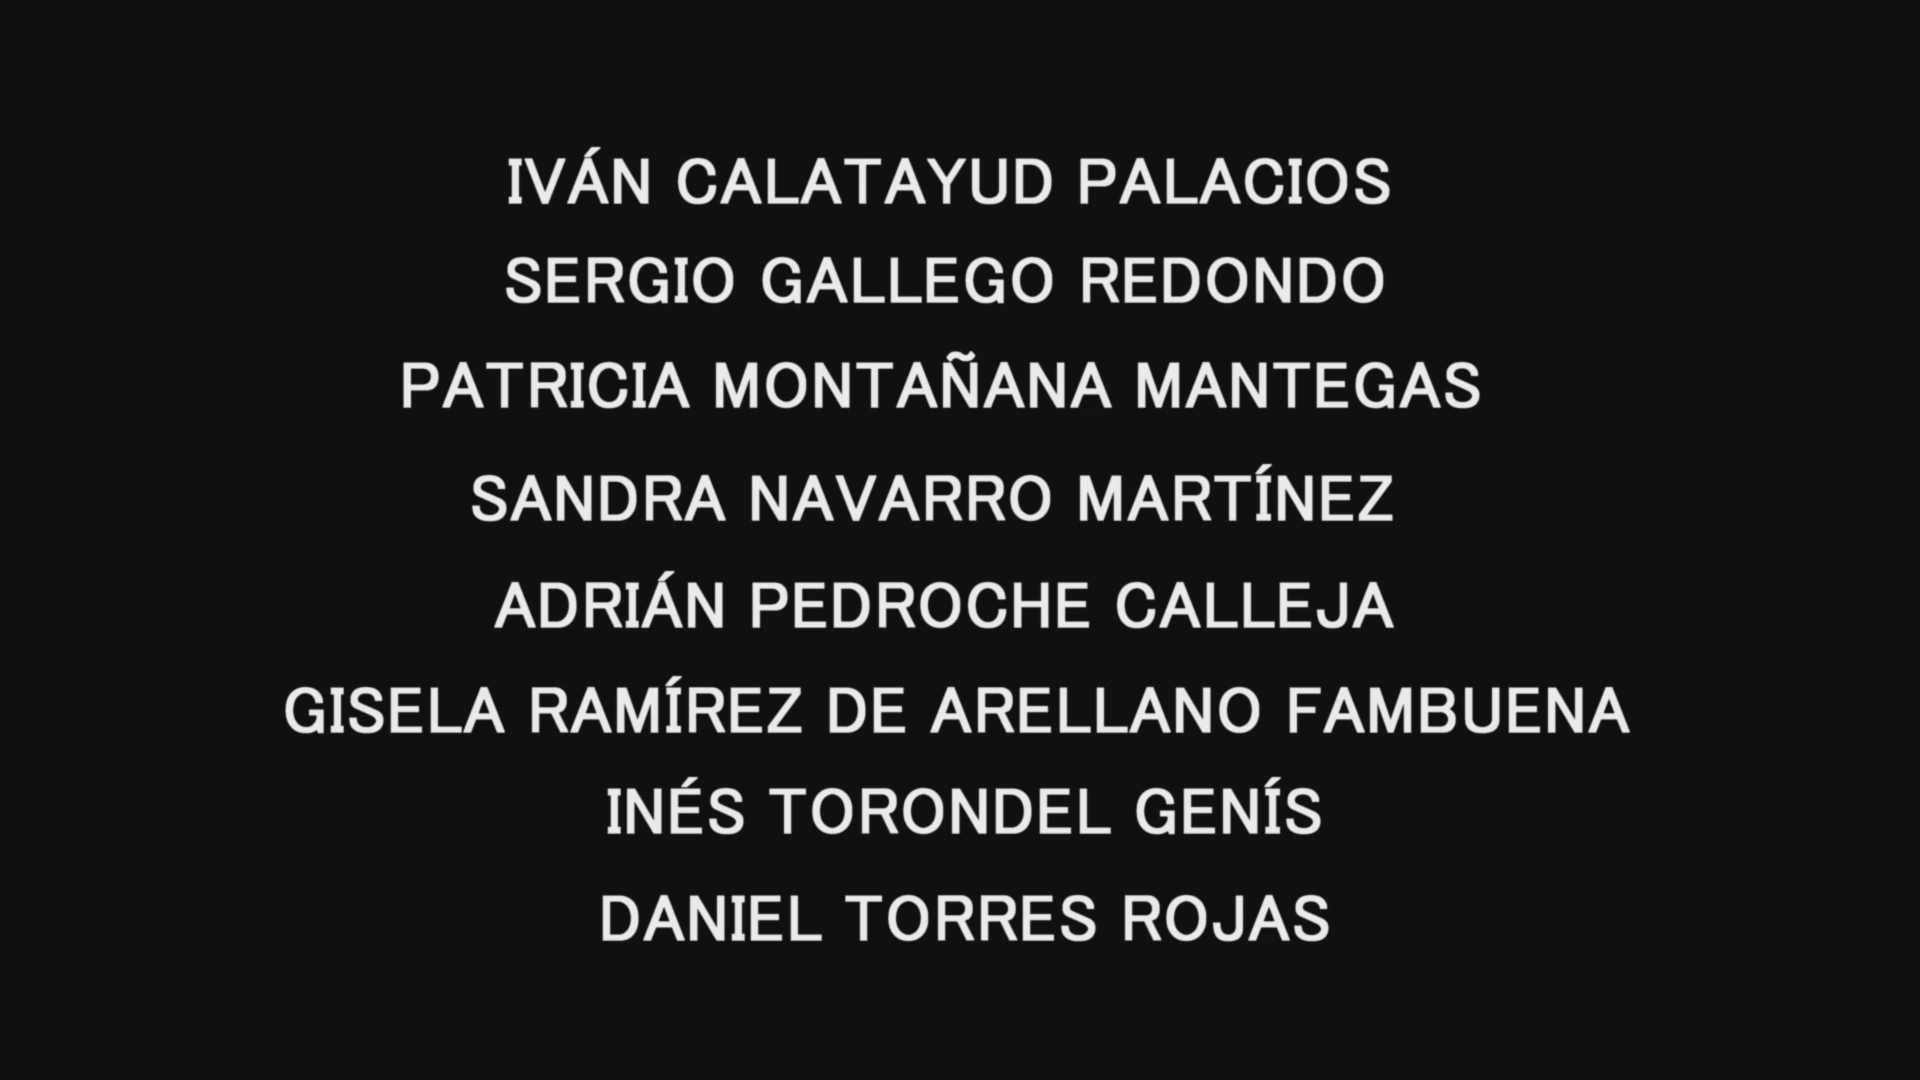 IVÁN CALATAYUD PALACIOS
SERGIO GALLEGO REDONDO
PATRICIA MONTAÑANA MANTEGAS
SANDRA NAVARRO MARTÍNEZ
ADRIÁN PEDROCHE CALLEJA
GISELA RAMÍREZ DE ARELLANO FAMBUENA
INÉS TORONDEL GENÍS
DANIEL TORRES ROJAS